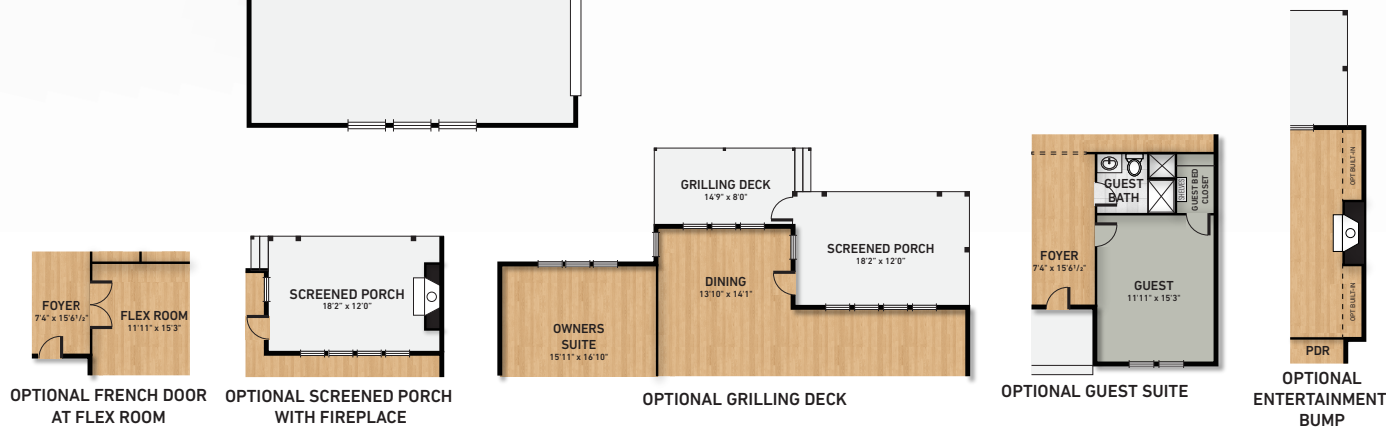 FOYER
7'4" x 15'6½"
FLEX ROOM
11'11" x 15'3"
OPTIONAL FRENCH DOOR
AT FLEX ROOM
SCREENED PORCH
18'2" x 12'0"
OPTIONAL SCREENED PORCH
WITH FIREPLACE
GRILLING DECK
14'9" x 8'0"
SCREENED PORCH
18'2" x 12'0"
DINING
13'10" x 14'1"
OWNERS
SUITE
15'11" x 16'10"
OPTIONAL GRILLING DECK
GUEST
BATH
SHELVES
GUEST BED
CLOSET
FOYER
7'4" x 15'6½"
GUEST
11'11" x 15'3"
OPTIONAL GUEST SUITE
OPT BUILT-IN
OPT BUILT-IN
PDR
OPTIONAL
ENTERTAINMENT
BUMP